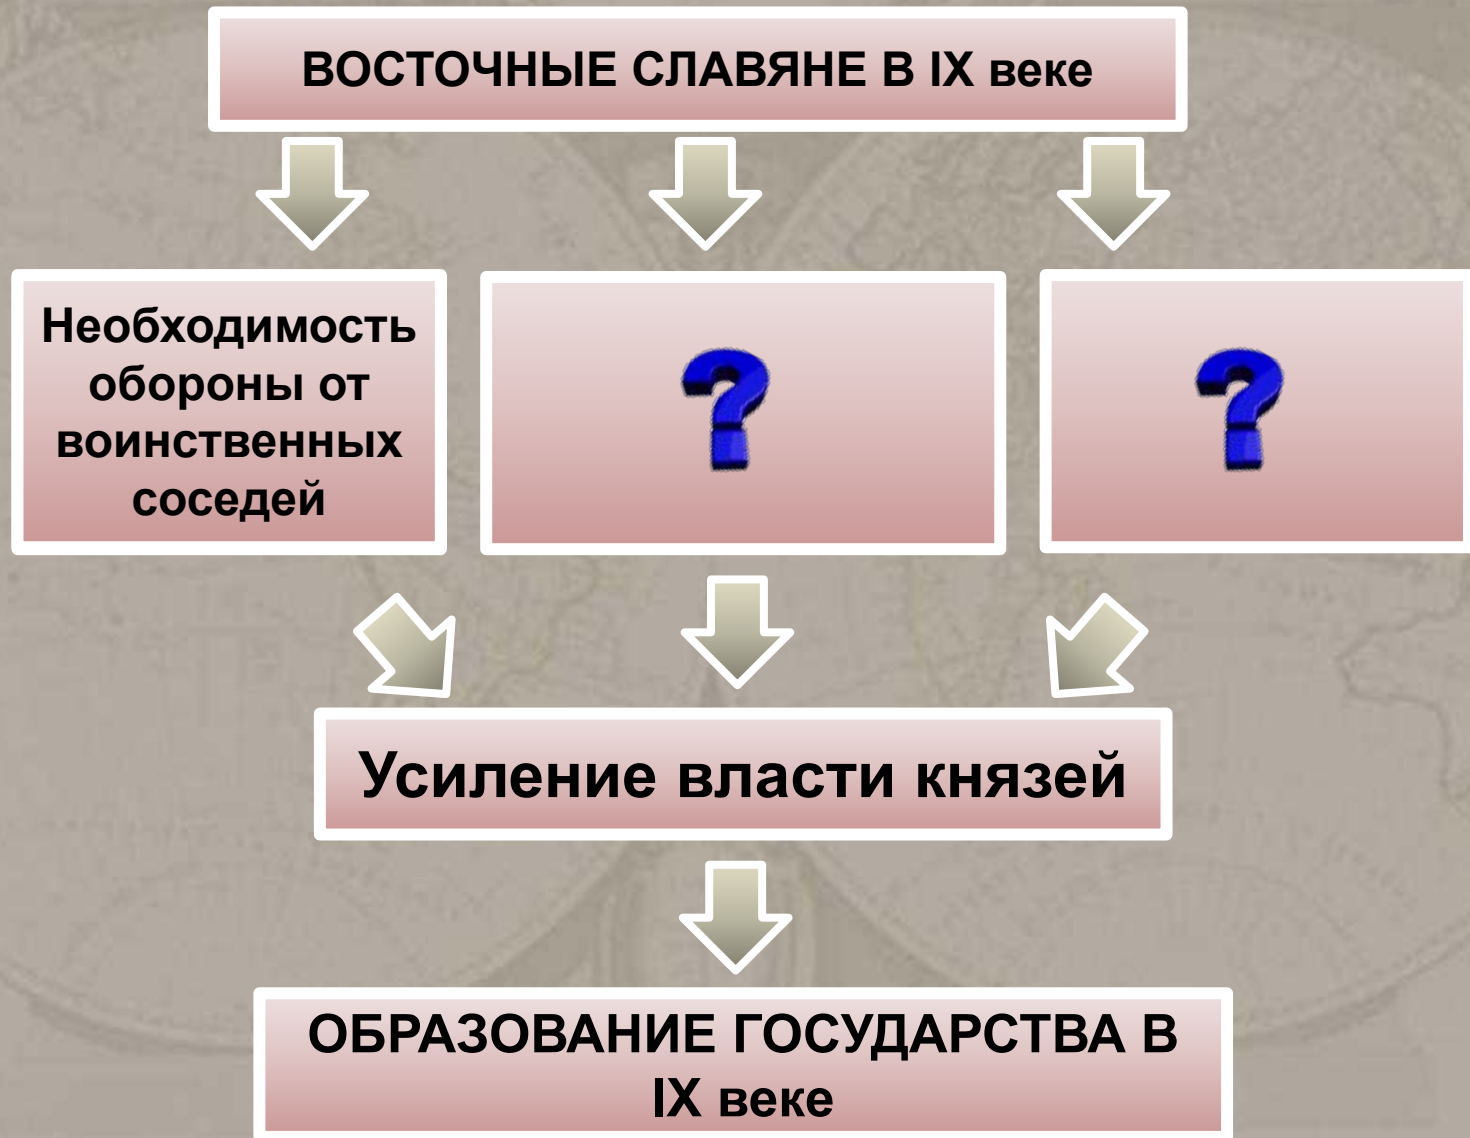 ВОСТОЧНЫЕ СЛАВЯНЕ В IX веке
Необходимость
обороны от
воинственных
соседей
?
?
Усиление власти князей
ОБРАЗОВАНИЕ ГОСУДАРСТВА В
IX веке